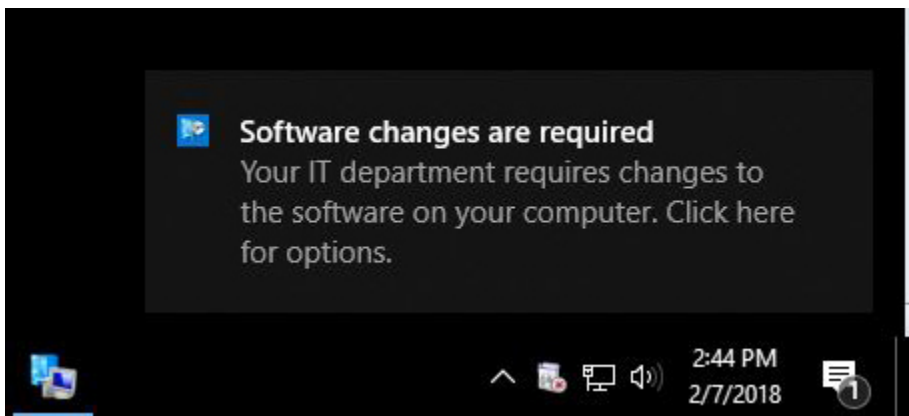 Software changes are required
Your IT department requires changes to
the software on your computer. Click here
for options.
2:44 PM
2/7/2018
1